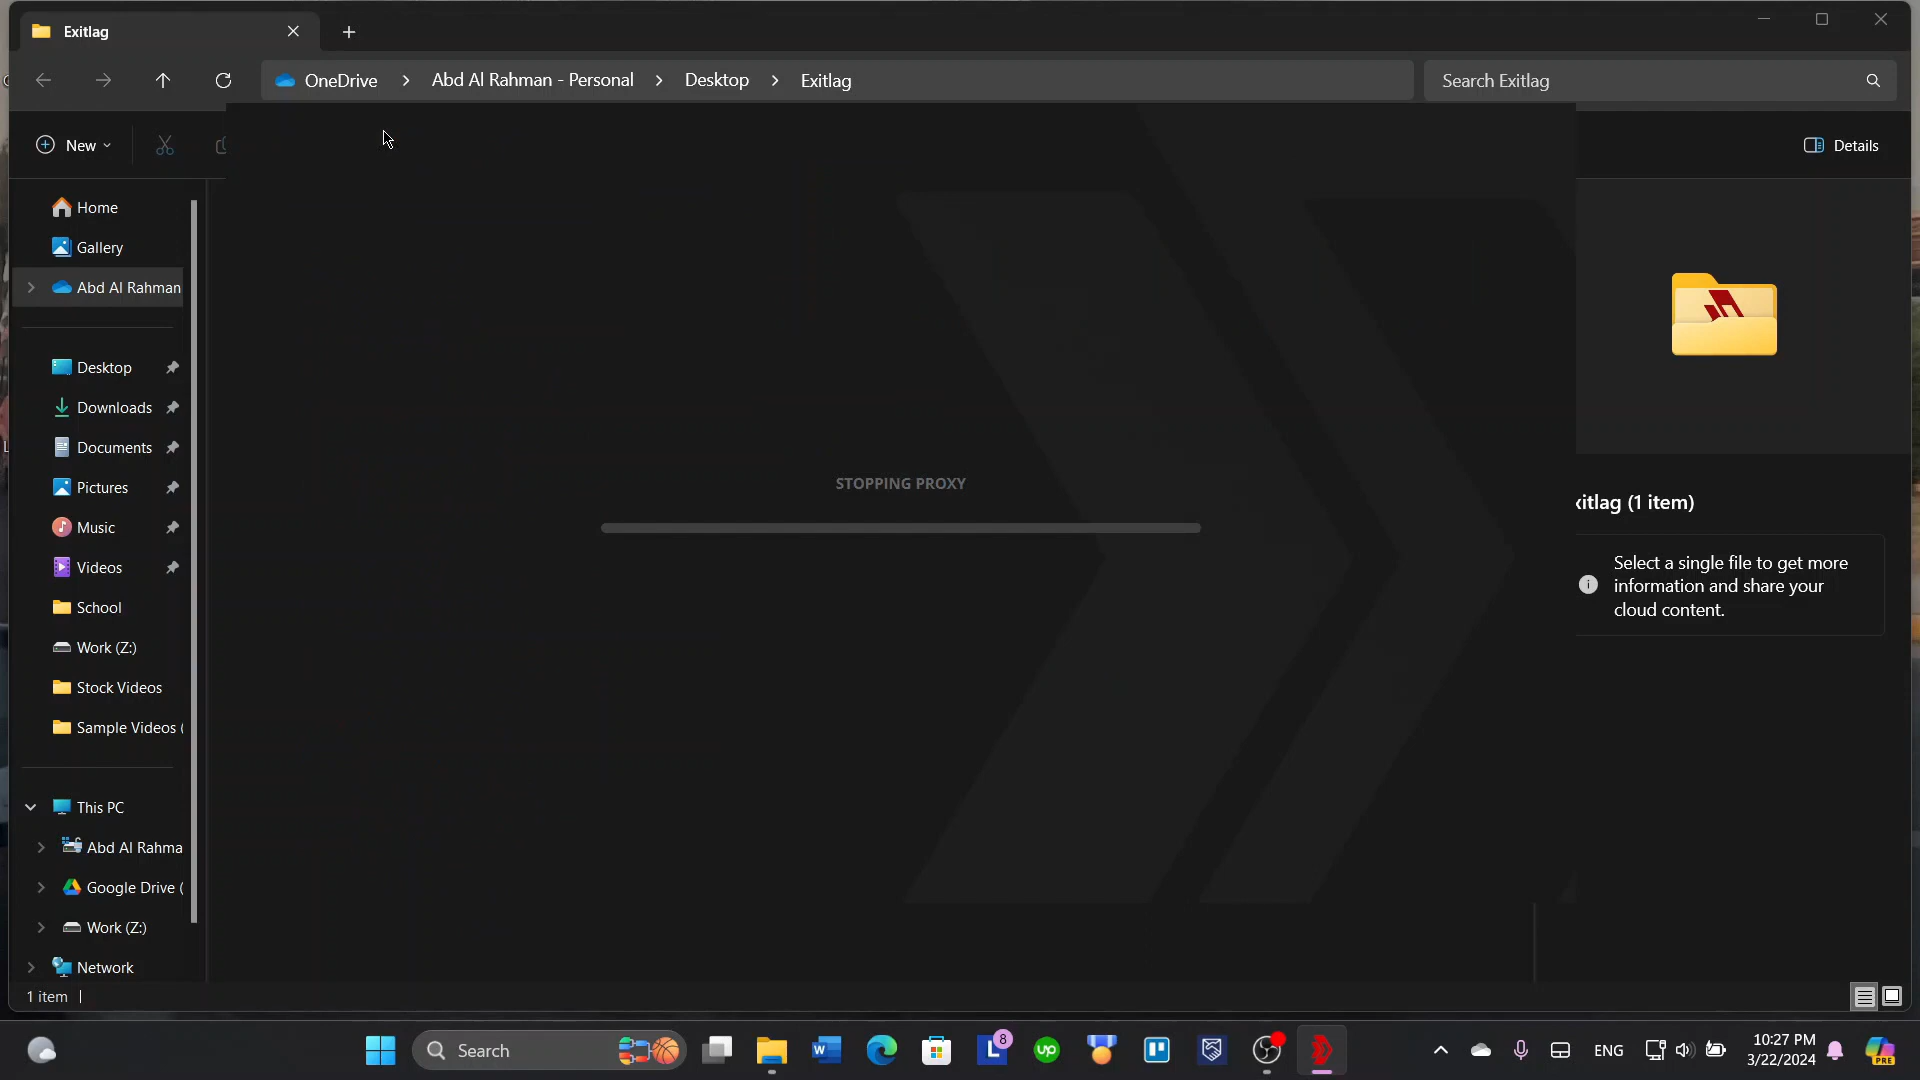 Exitlag
OneDrive > Abd Al Rahman - Personal > Desktop > Exitlag
Search Exitlag
New
Details
Home
Gallery
Abd Al Rahman
Desktop
Downloads
Documents
Pictures
Music
Videos
School
Work (Z:)
Stock Videos
Sample Videos (
This PC
Abd Al Rahma
Google Drive (
Work (Z:)
Network
STOPPING PROXY
xitlag (1 item)
Select a single file to get more
information and share your
cloud content.
1 item
Search
8
ENG
10:27 PM
3/22/2024
PRE